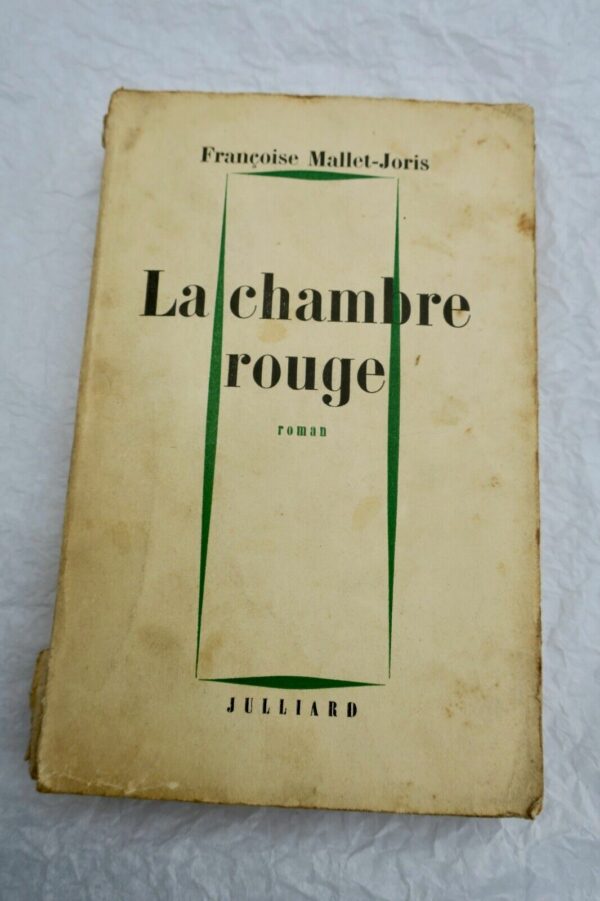 Françoise Mallet-Joris
La chambre
rouge
roman
JULLIARD